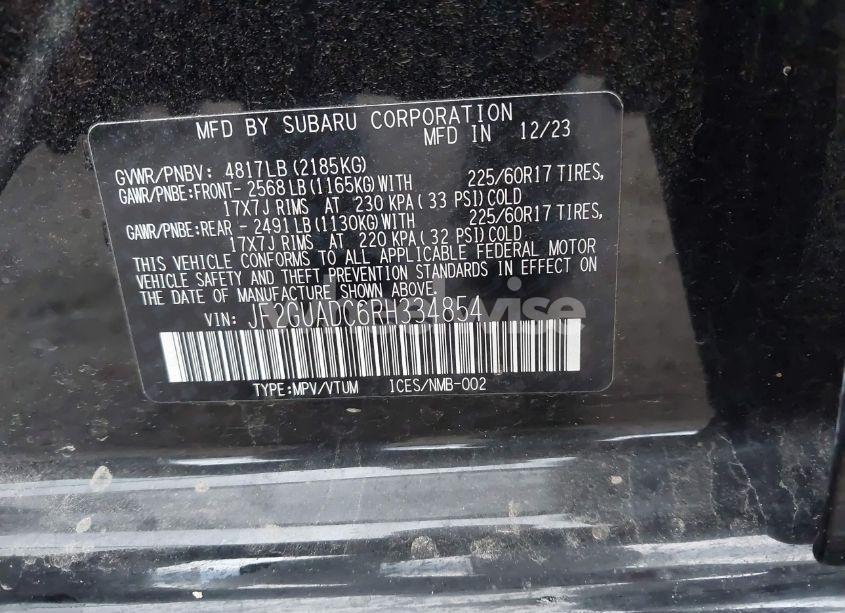 MFD BY SUBARU CORPORATION
MFD IN 12/23
GVWR/PNBV: 4817LB (2185KG)
GAWR/PNBE:FRONT- 2568 LB (1165KG) WITH 225/60R17 TIRES,
17X7J RIMS AT 230 KPA ( 33 PSI) COLD
GAWR/PNBE:REAR - 2491 LB (1130KG) WITH 225/60R17 TIRES,
17X7J RIMS AT 220 KPA ( 32 PSI) COLD
THIS VEHICLE CONFORMS TO ALL APPLICABLE FEDERAL MOTOR
VEHICLE SAFETY AND THEFT PREVENTION STANDARDS IN EFFECT ON
THE DATE OF MANUFACTURE SHOWN ABOVE.
VIN: JF2GUADC6RH334854
TYPE:MPV/VTUM ICES/NMB-002